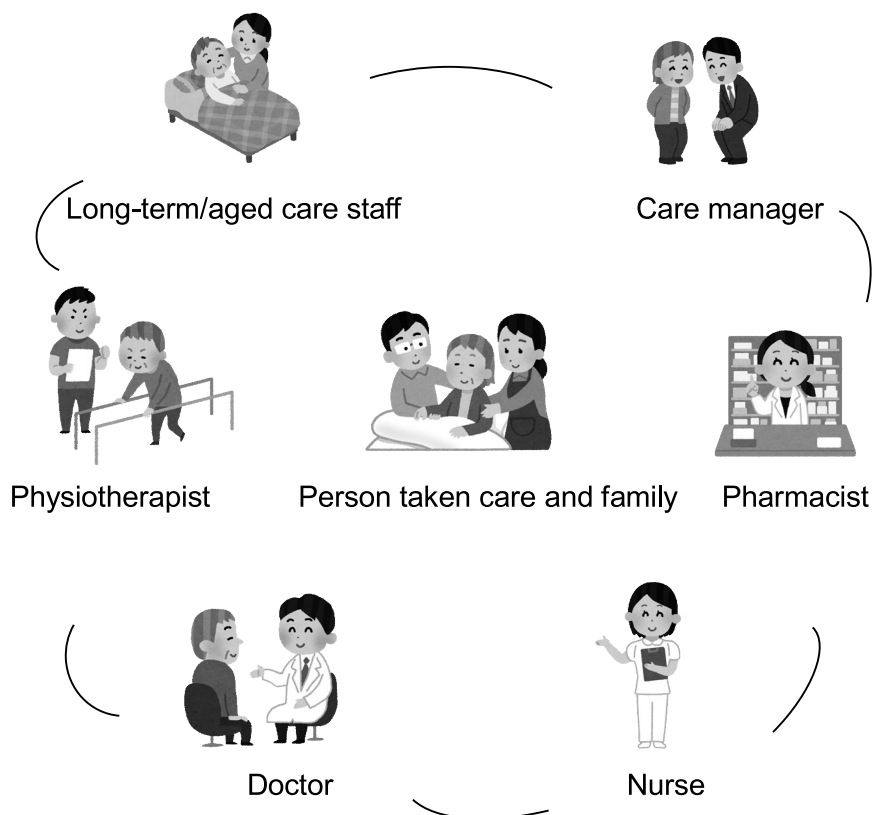 Long-term/aged care staff
Care manager
Physiotherapist
Person taken care and family
Pharmacist
Doctor
Nurse